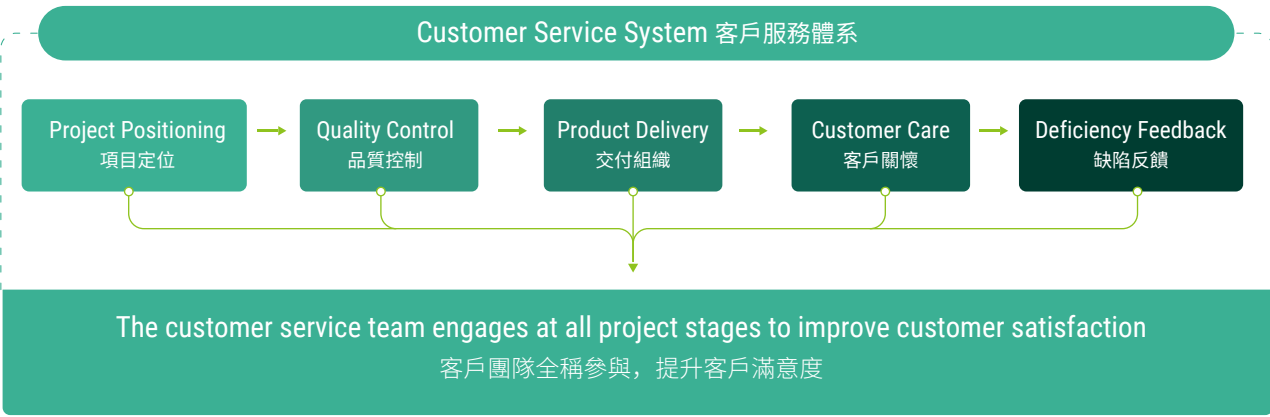 Customer Service System 客戶服務體系
Project Positioning
項目定位
Quality Control
品質控制
Product Delivery
交付組織
Customer Care
客戶關懷
Deficiency Feedback
缺陷反饋
The customer service team engages at all project stages to improve customer satisfaction
客戶團隊全稱參與，提升客戶滿意度